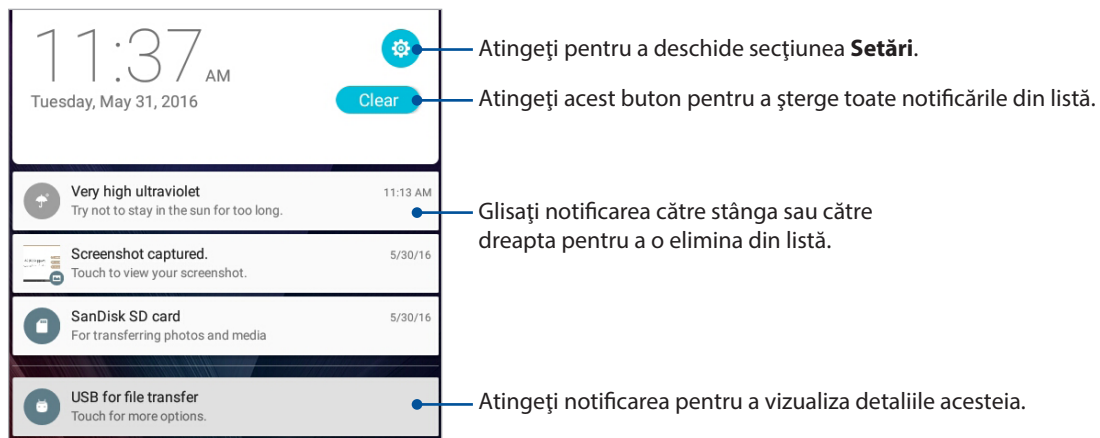 11:37 AM
Atingeţi pentru a deschide secţiunea Setări.
Tuesday, May 31, 2016
Clear
Atingeţi acest buton pentru a şterge toate notificările din listă.
Very high ultraviolet 11:13 AM
Try not to stay in the sun for too long.
Glisaţi notificarea către stânga sau către
dreapta pentru a o elimina din listă.
Screenshot captured. 5/30/16
Touch to view your screenshot.
SanDisk SD card 5/30/16
For transferring photos and media
USB for file transfer
Touch for more options.
Atingeţi notificarea pentru a vizualiza detaliile acesteia.